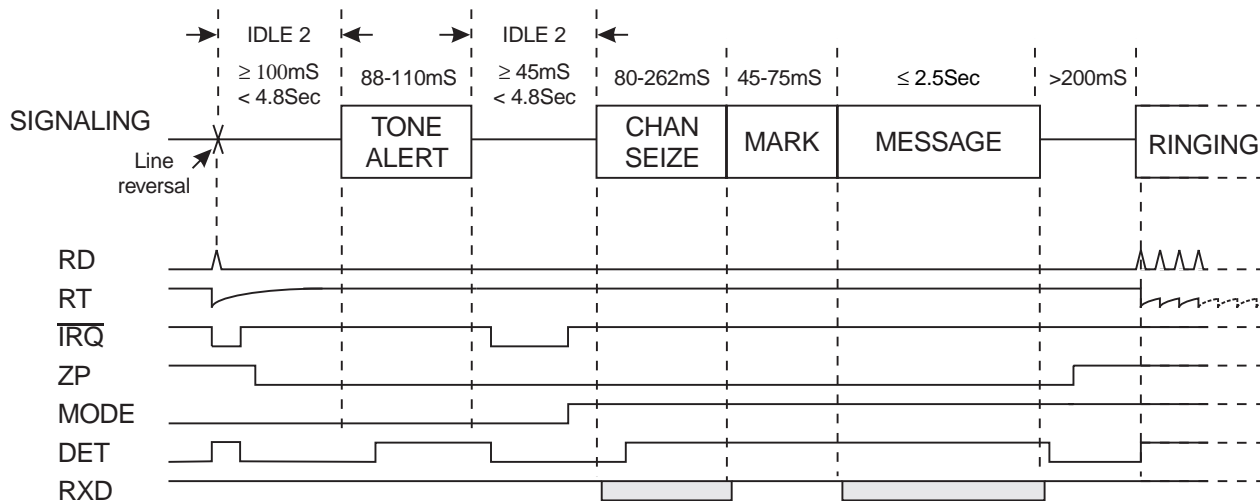 IDLE 2
IDLE 2
≥ 100mS
< 4.8Sec
88-110mS
≥ 45mS
< 4.8Sec
80-262mS
45-75mS
≤ 2.5Sec
>200mS
SIGNALING
TONE
ALERT
CHAN
SEIZE
MARK
MESSAGE
RINGING
Line
reversal
RD
RT
IRQ
ZP
MODE
DET
RXD